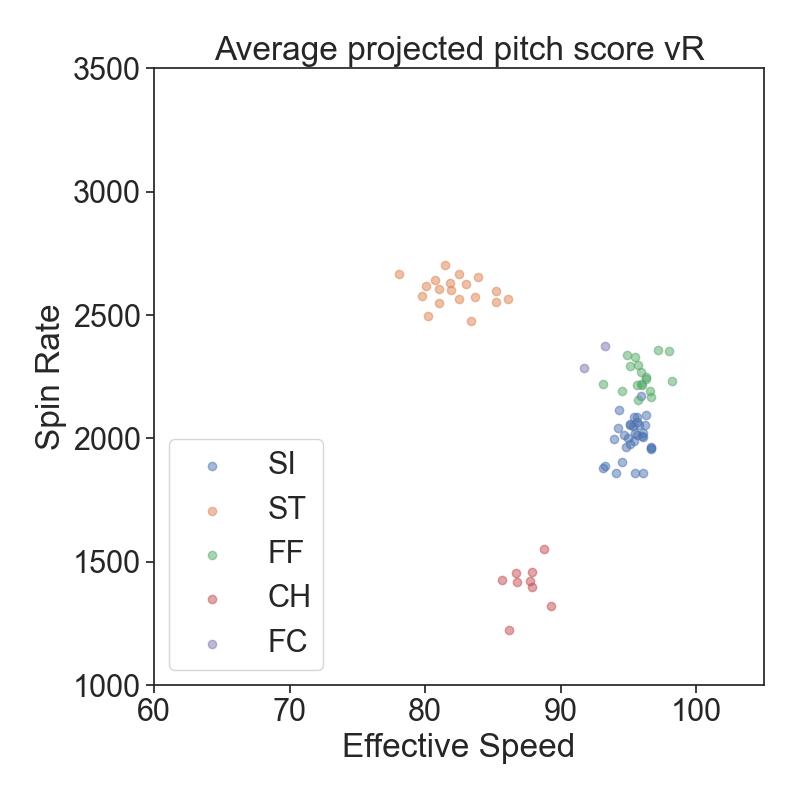 Average projected pitch score vR
3500
3000
2500
2000
1500
1000
Spin Rate
SI
ST
FF
CH
FC
60 70 80 90 100
Effective Speed